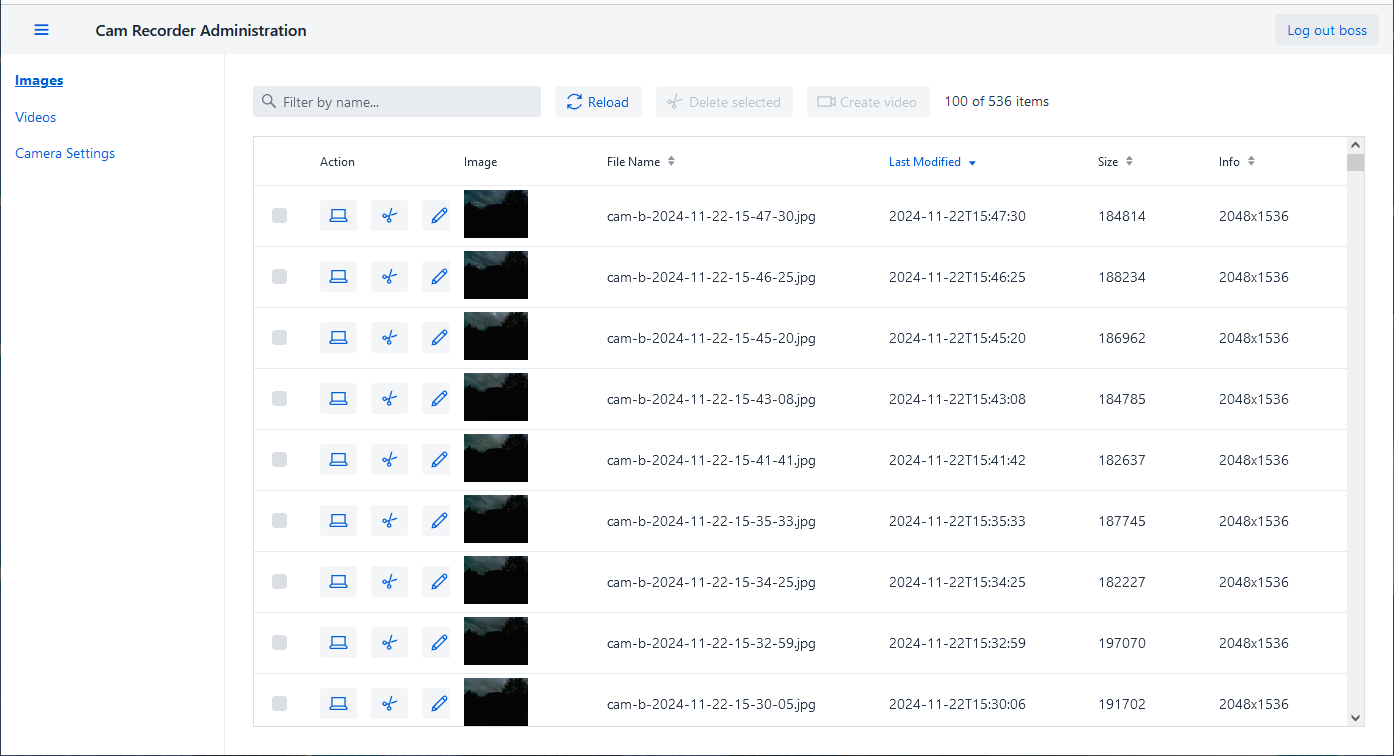 Cam Recorder Administration
Log out boss
Images
Videos
Camera Settings
Filter by name...
Reload
Delete selected
Create video
100 of 536 items
Action Image File Name Last Modified Size Info
cam-b-2024-11-22-15-47-30.jpg 2024-11-22T15:47:30 184814 2048x1536
cam-b-2024-11-22-15-46-25.jpg 2024-11-22T15:46:25 188234 2048x1536
cam-b-2024-11-22-15-45-20.jpg 2024-11-22T15:45:20 186962 2048x1536
cam-b-2024-11-22-15-43-08.jpg 2024-11-22T15:43:08 184785 2048x1536
cam-b-2024-11-22-15-41-41.jpg 2024-11-22T15:41:42 182637 2048x1536
cam-b-2024-11-22-15-35-33.jpg 2024-11-22T15:35:33 187745 2048x1536
cam-b-2024-11-22-15-34-25.jpg 2024-11-22T15:34:25 182227 2048x1536
cam-b-2024-11-22-15-32-59.jpg 2024-11-22T15:32:59 197070 2048x1536
cam-b-2024-11-22-15-30-05.jpg 2024-11-22T15:30:06 191702 2048x1536